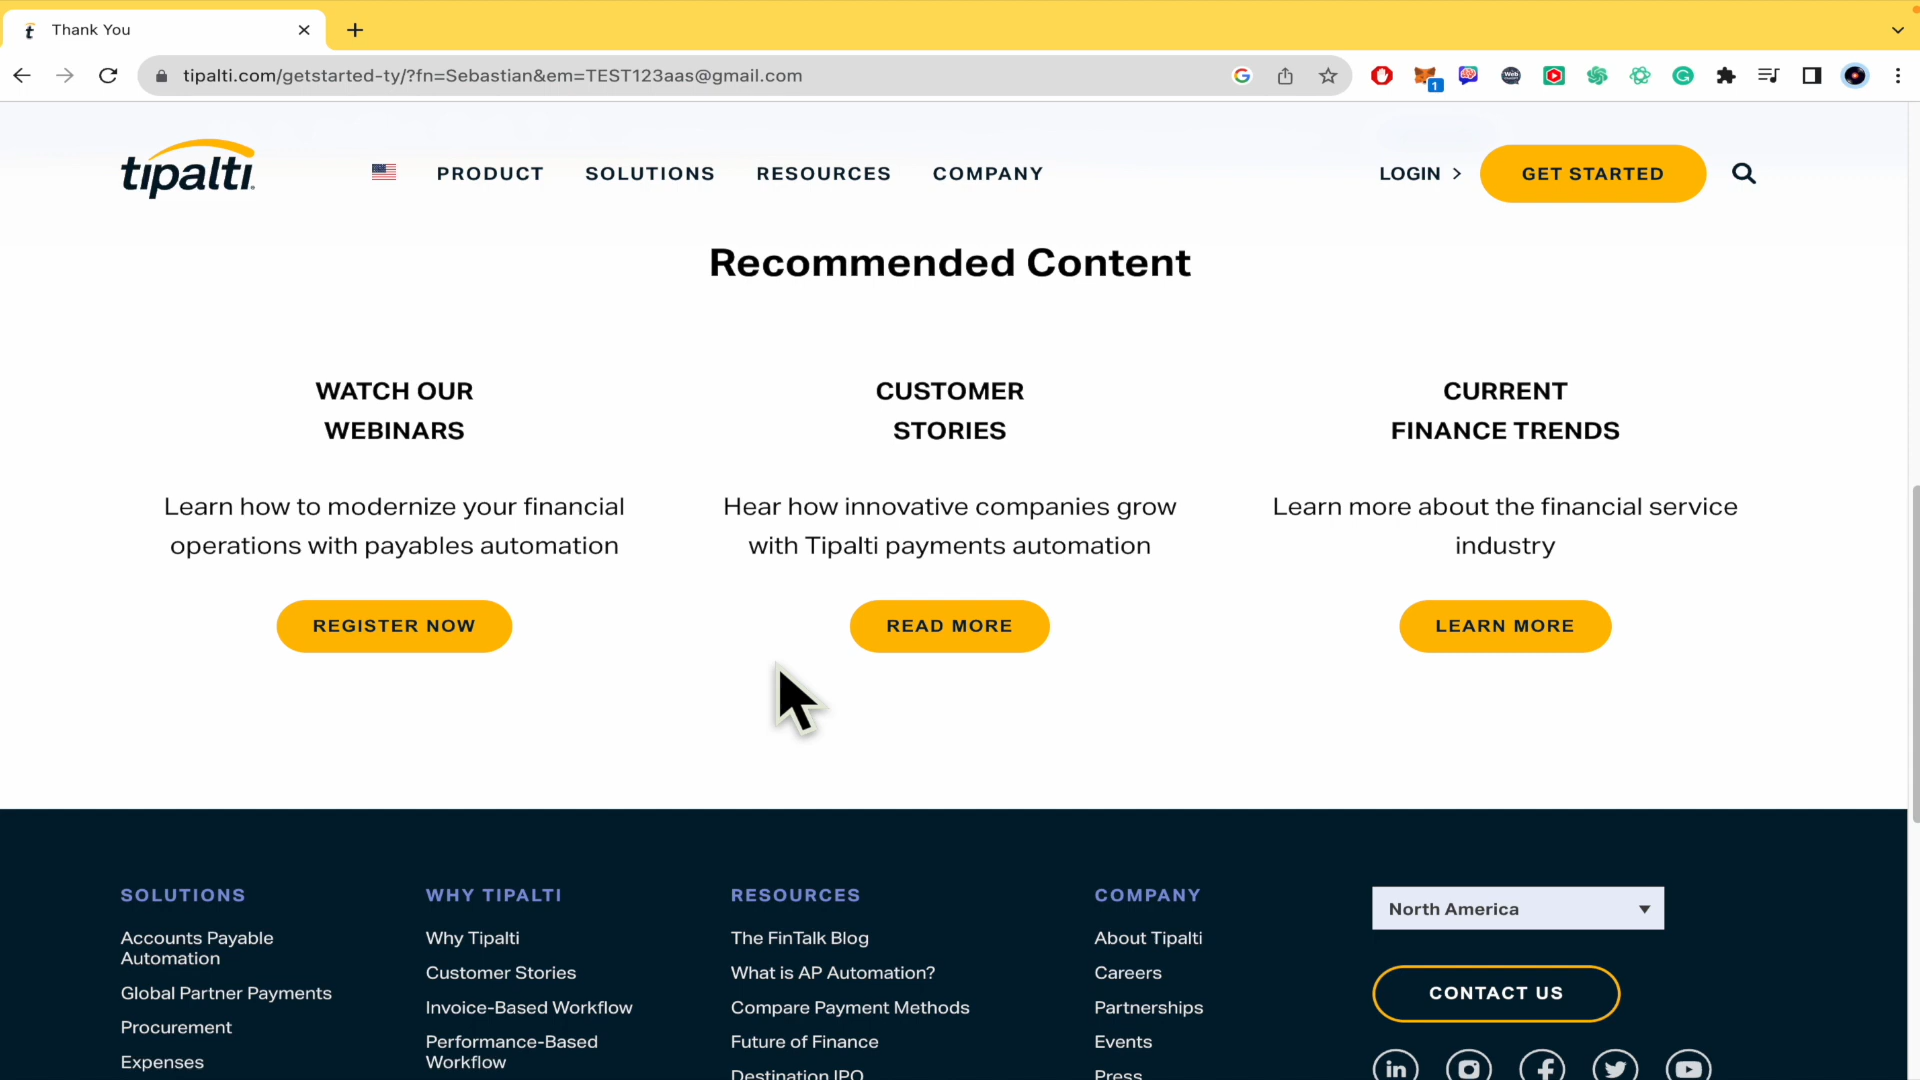 Thank You
tipalti.com/getstarted-ty/?fn=Sebastian&em=TEST123aas@gmail.com
1
tipalti
PRODUCT
SOLUTIONS
RESOURCES
COMPANY
LOGIN >
GET STARTED
Recommended Content
WATCH OUR
WEBINARS
Learn how to modernize your financial
operations with payables automation
REGISTER NOW
CUSTOMER
STORIES
Hear how innovative companies grow
with Tipalti payments automation
READ MORE
CURRENT
FINANCE TRENDS
Learn more about the financial service
industry
LEARN MORE
SOLUTIONS
Accounts Payable
Automation
Global Partner Payments
Procurement
Expenses
WHY TIPALTI
Why Tipalti
Customer Stories
Invoice-Based Workflow
Performance-Based
Workflow
RESOURCES
The FinTalk Blog
What is AP Automation?
Compare Payment Methods
Future of Finance
Destination IPO
COMPANY
About Tipalti
Careers
Partnerships
Events
Press
North America
CONTACT US